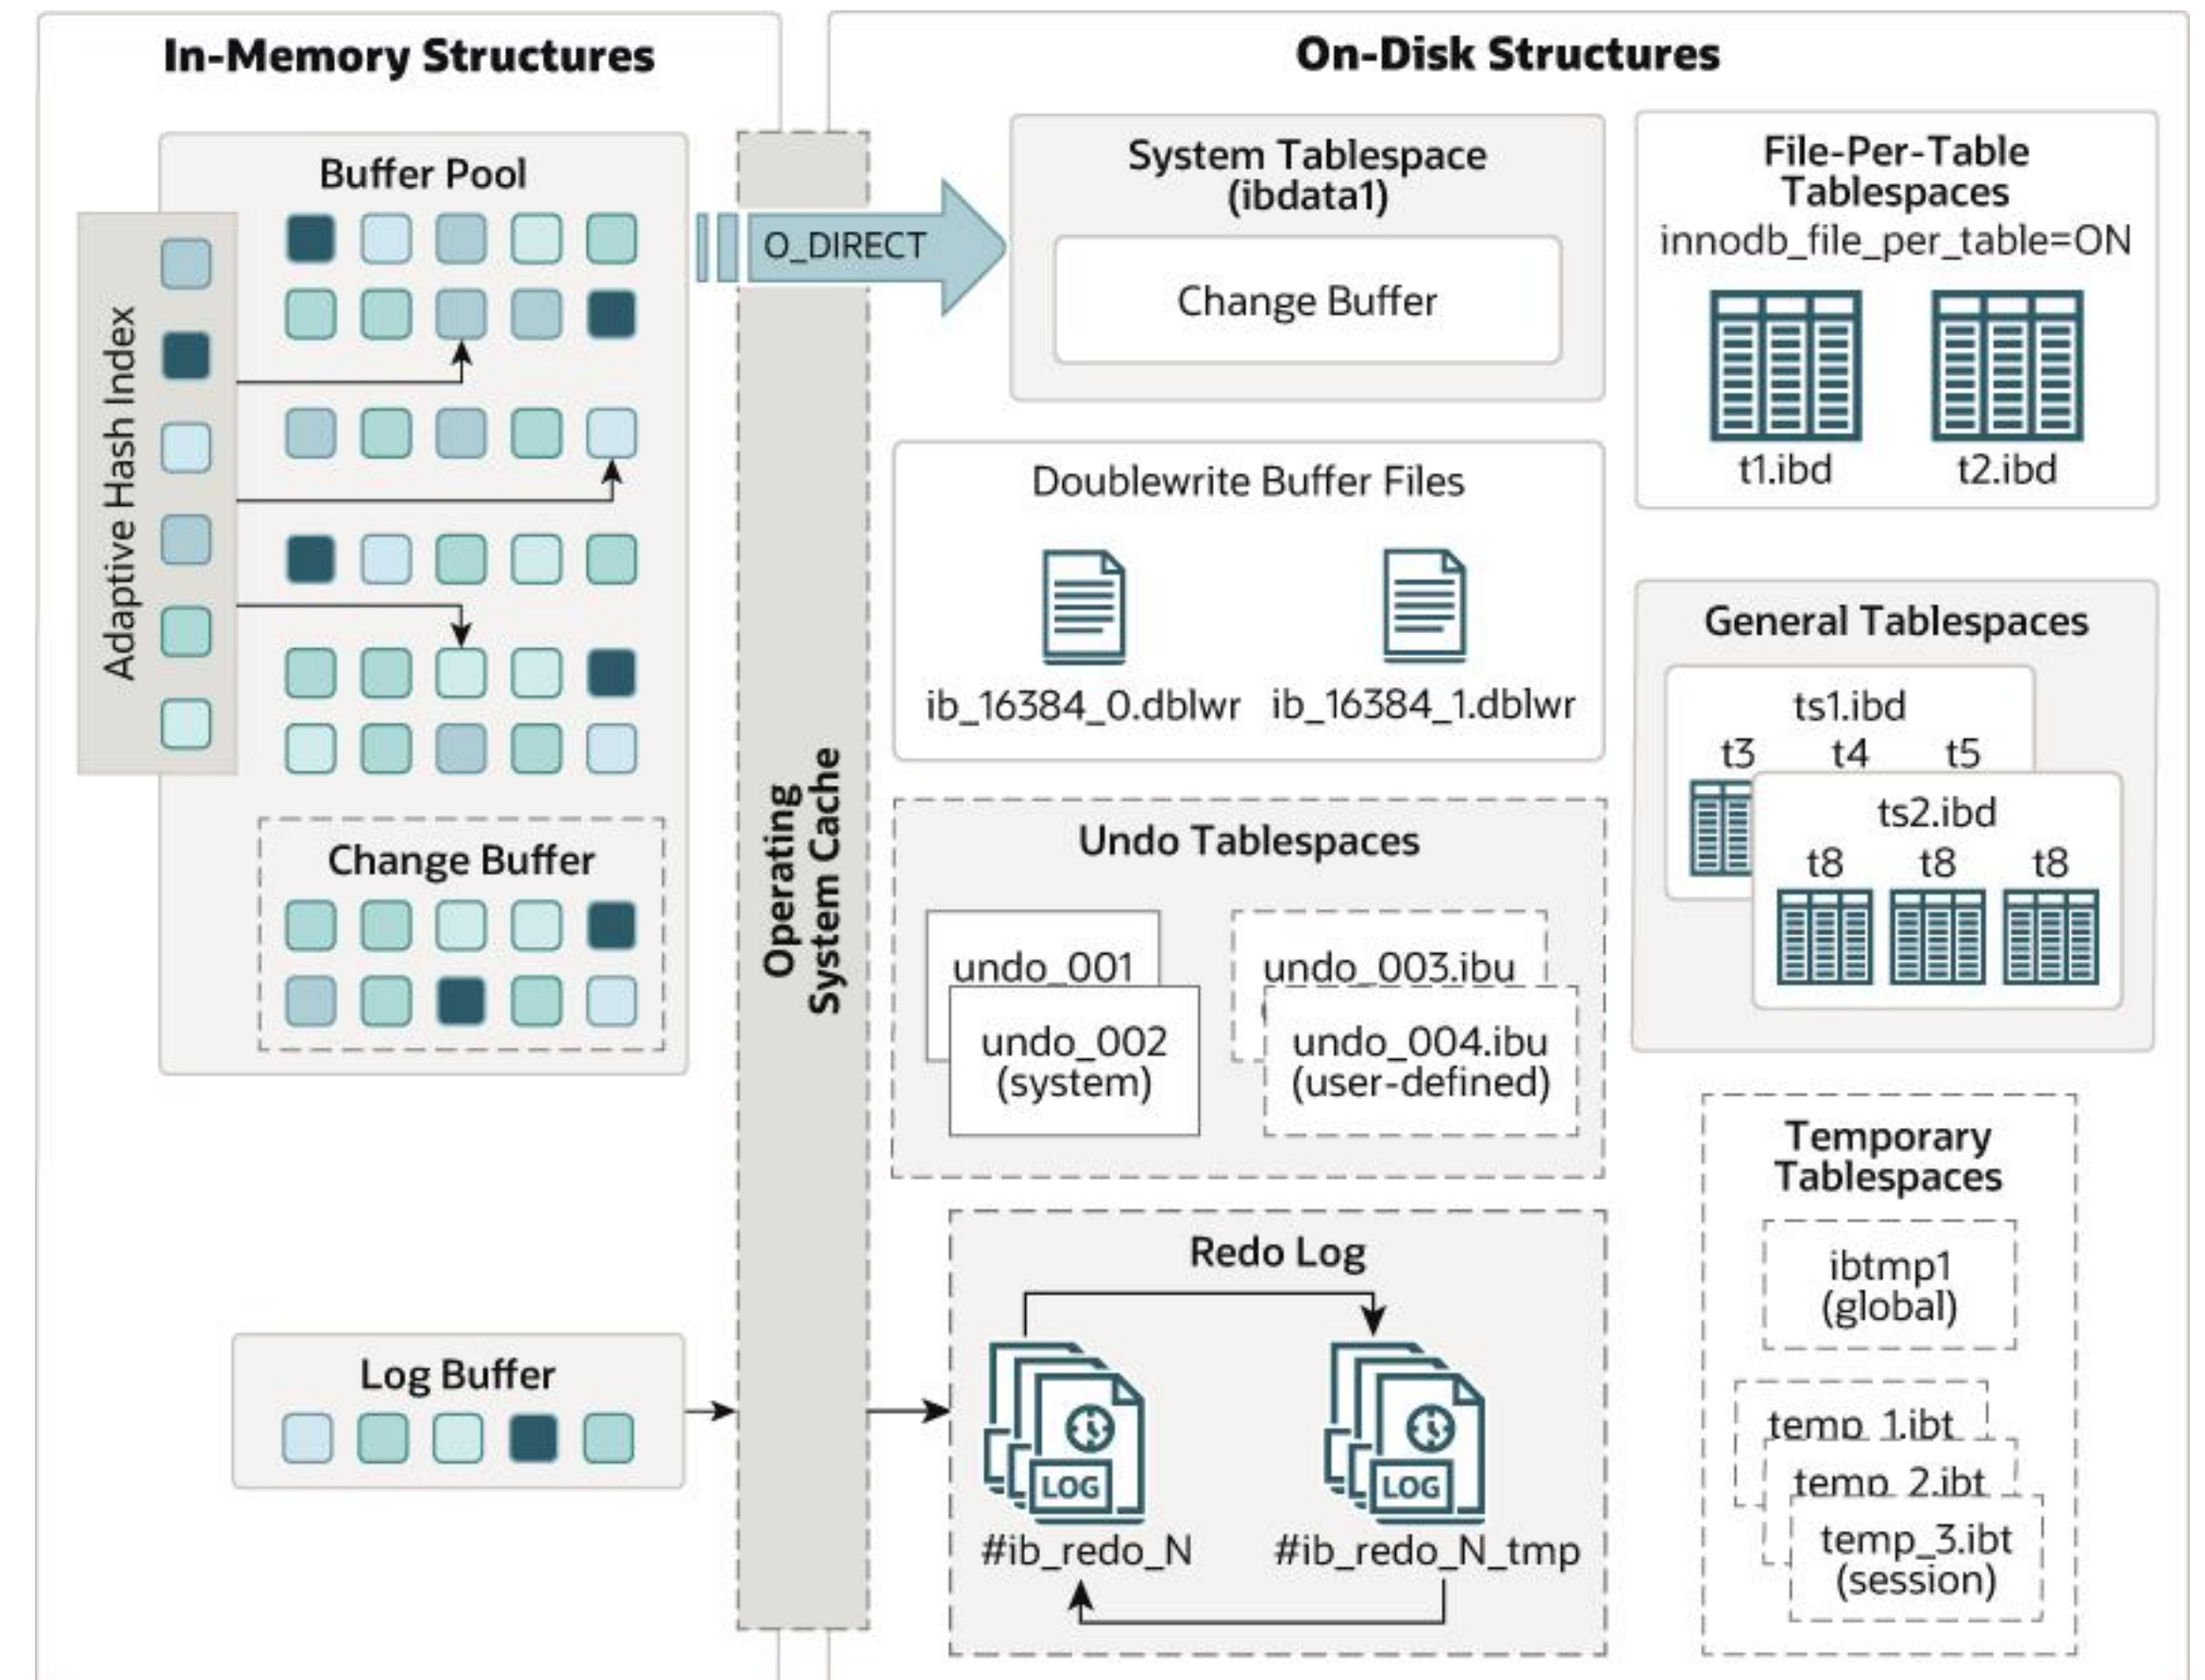 In-Memory Structures
Buffer Pool
Adaptive Hash Index
Change Buffer
Log Buffer
Operating
System Cache
O_DIRECT
On-Disk Structures
System Tablespace
(ibdata1)
Change Buffer
Doublewrite Buffer Files
ib_16384_0.dblwr
ib_16384_1.dblwr
Undo Tablespaces
undo_001
undo_002
(system)
undo_003.ibu
undo_004.ibu
(user-defined)
Redo Log
LOG
LOG
#ib_redo_N
#ib_redo_N_tmp
File-Per-Table
Tablespaces
innodb_file_per_table=ON
t1.ibd
t2.ibd
General Tablespaces
ts1.ibd
t3 t4 t5
ts2.ibd
t8 t8 t8
Temporary
Tablespaces
ibtmp1
(global)
temp_1.ibt
temp_2.ibt
temp_3.ibt
(session)